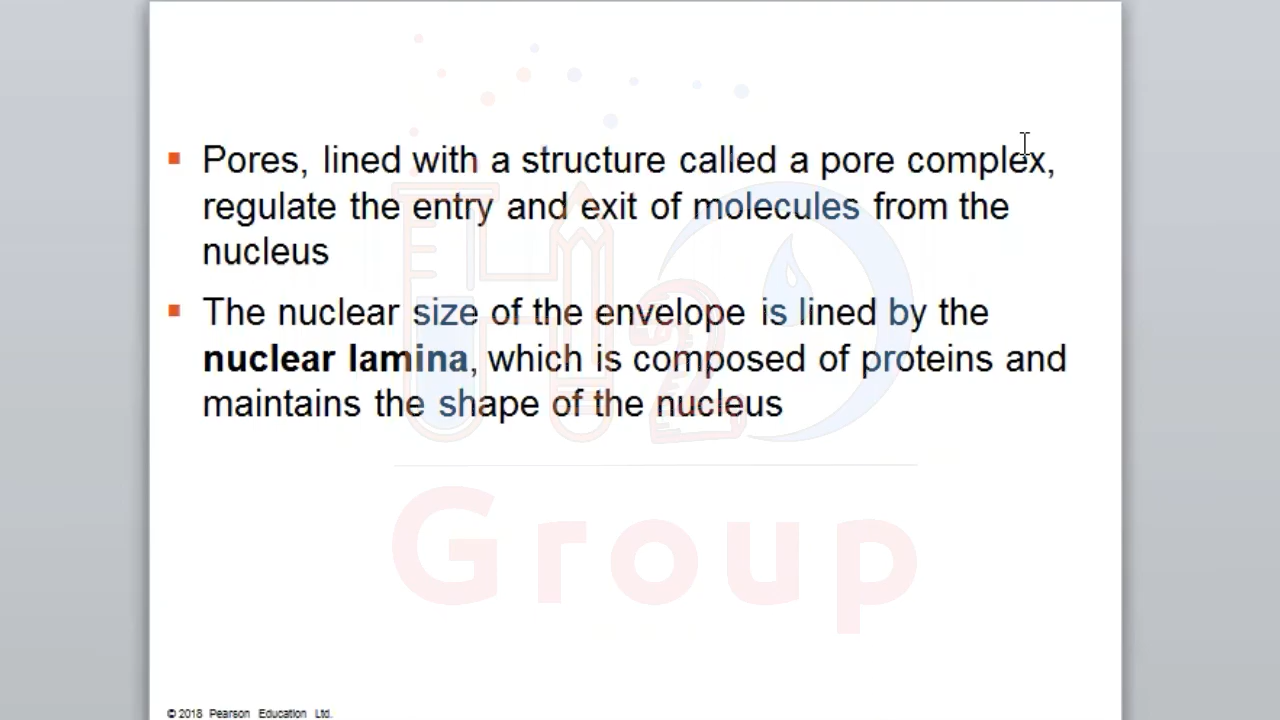 Pores, lined with a structure called a pore complex,
regulate the entry and exit of molecules from the
nucleus
The nuclear size of the envelope is lined by the
nuclear lamina, which is composed of proteins and
maintains the shape of the nucleus
H2O
Group
© 2018 Pearson Education Ltd.